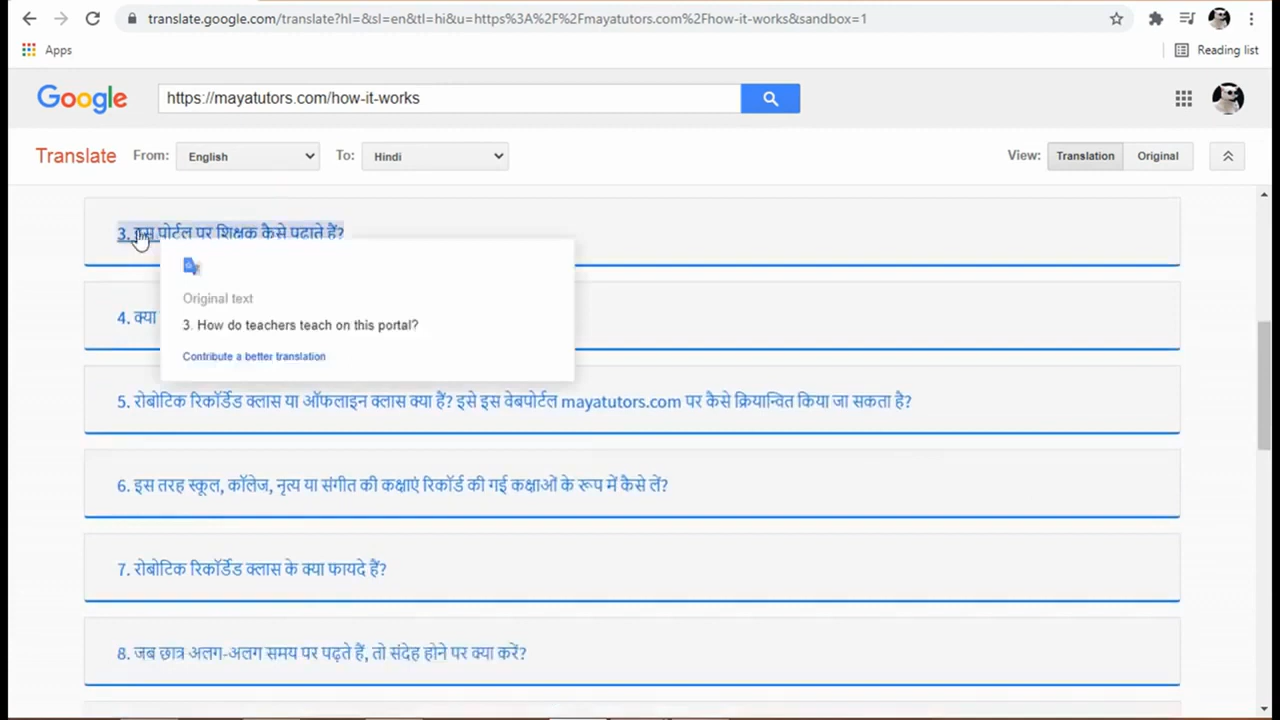 translate.google.com/translate?hl=&sl=en&tl=hi&u=https%3A%2F%2Fmayatutors.com%2Fhow-it-works&sandbox=1
Apps
Reading list
Google
https://mayatutors.com/how-it-works
Translate From: English To: Hindi View: Translation Original
3. इस पोर्टल पर शिक्षक कैसे पढ़ाते हैं?
Original text
3. How do teachers teach on this portal?
Contribute a better translation
4. क्या
5. रोबोटिक रिकॉर्डेड क्लास या ऑफलाइन क्लास क्या हैं? इसे इस वेबपोर्टल mayatutors.com पर कैसे क्रियान्वित किया जा सकता है?
6. इस तरह स्कूल, कॉलेज, नृत्य या संगीत की कक्षाएं रिकॉर्ड की गई कक्षाओं के रूप में कैसे लें?
7. रोबोटिक रिकॉर्डेड क्लास के क्या फायदे हैं?
8. जब छात्र अलग-अलग समय पर पढ़ते हैं, तो संदेह होने पर क्या करें?